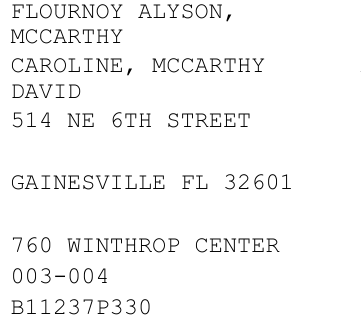 FLOURNOY ALYSON,
MCCARTHY
CAROLINE, MCCARTHY
DAVID
514 NE 6TH STREET
GAINESVILLE FL 32601
760 WINTHROP CENTER
003-004
B11237P330